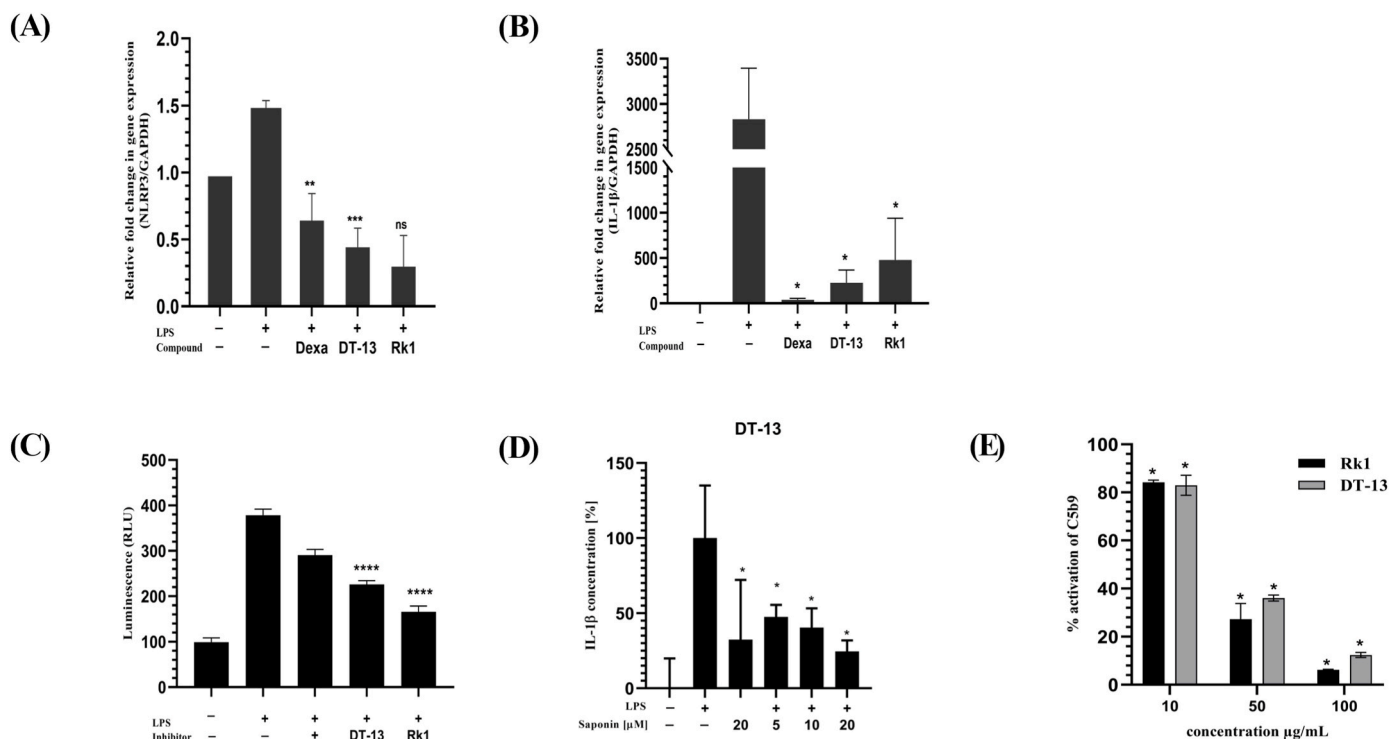 (A)
Relative fold change in gene expression
(NLRP3/GAPDH)
2.0
1.5
1.0
0.5
0.0
**
***
ns
LPS – + + + +
Compound – – Dexa DT-13 Rk1
(B)
Relative fold change in gene expression
(IL-1β/GAPDH)
3500
3000
2500
1500
1000
500
0
*
*
*
LPS – + + + +
Compound – – Dexa DT-13 Rk1
(C)
Luminescence (RLU)
500
400
300
200
100
0
****
****
LPS – + + + +
Inhibitor – – + DT-13 Rk1
(D)
DT-13
IL-1β concentration [%]
150
100
50
0
*
*
*
*
LPS – + + + +
Saponin [μM] – – 20 5 10 20
(E)
% activation of C5b9
100
80
60
40
20
0
* *
* *
* *
Rk1
DT-13
10 50 100
concentration μg/mL